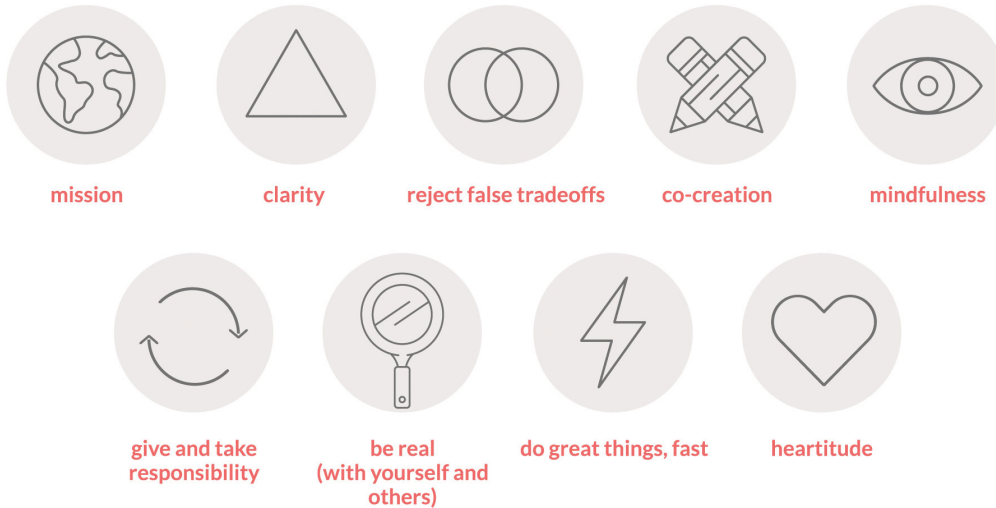 mission
clarity
reject false tradeoffs
co-creation
mindfulness
give and take
responsibility
be real
(with yourself and
others)
do great things, fast
heartitude